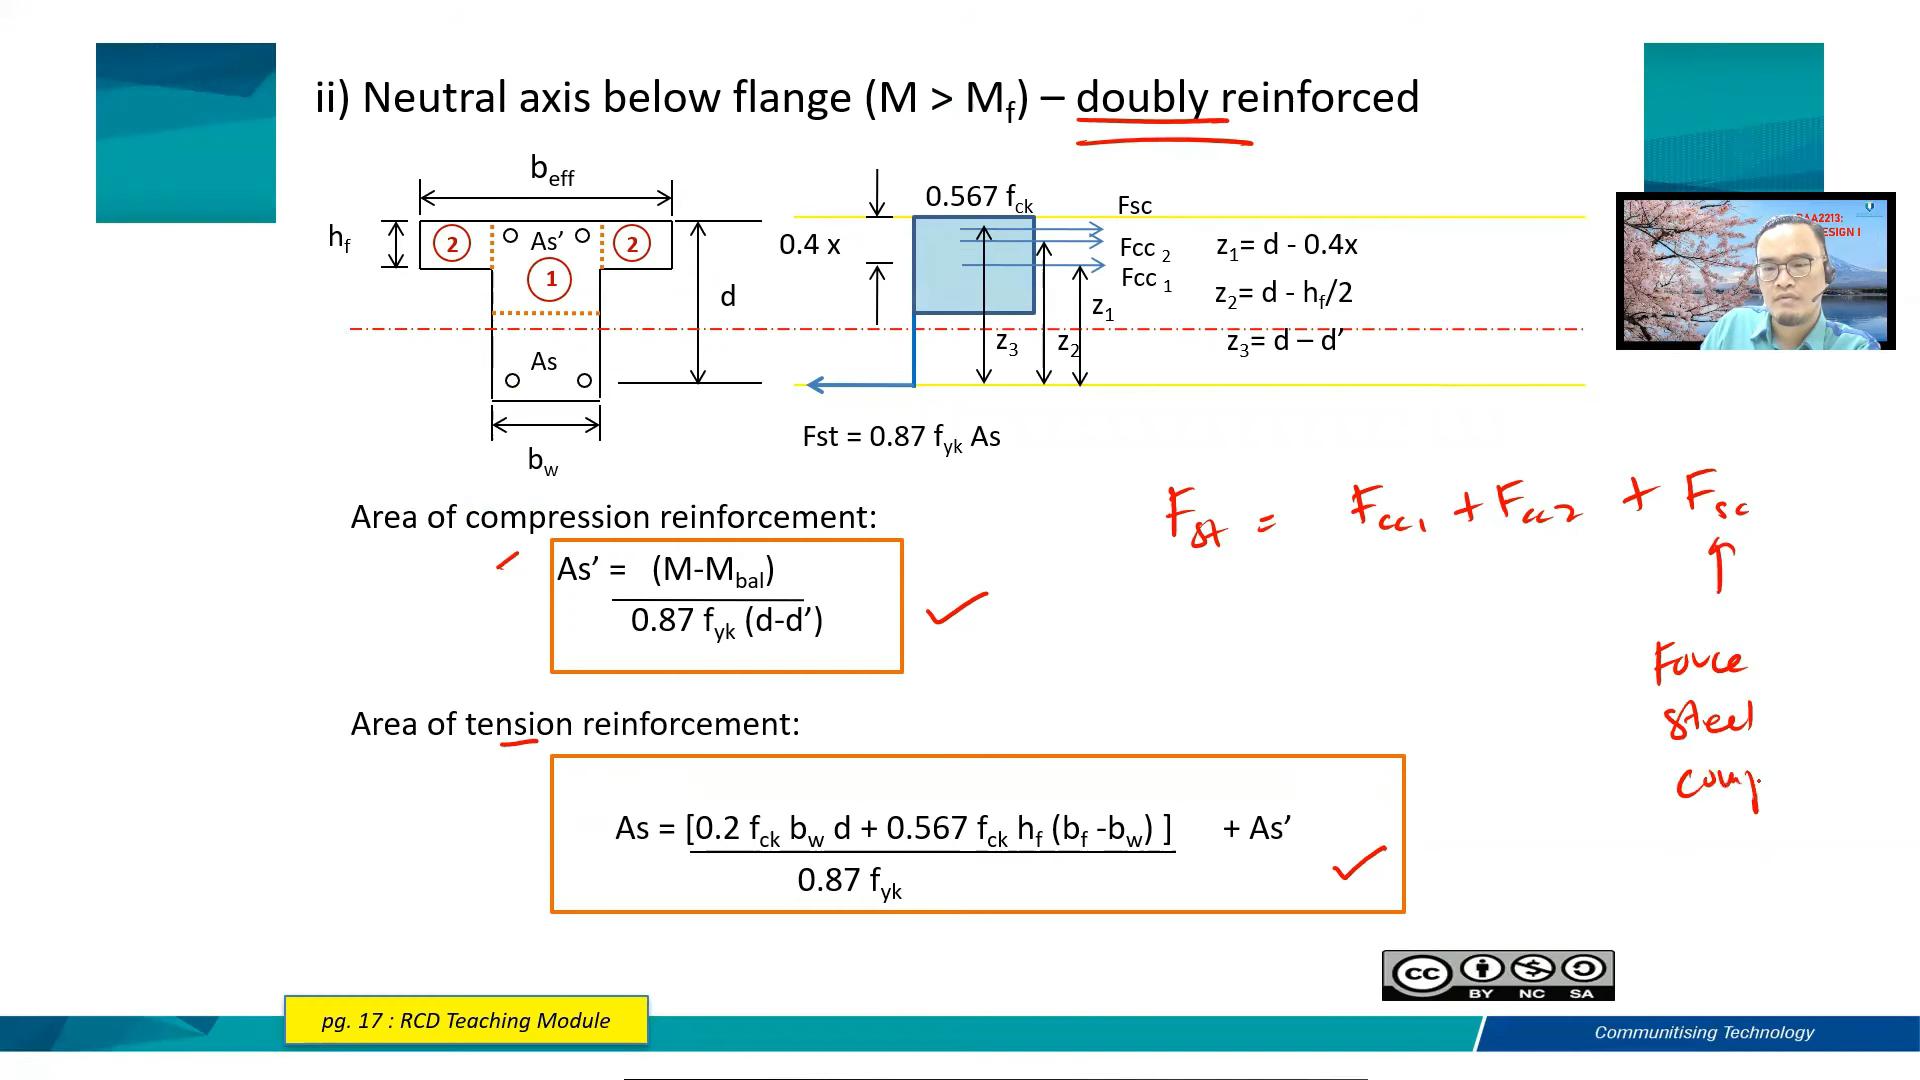 ii) Neutral axis below flange (M > Mf) – doubly reinforced
beff
hf
As’
2
2
1
d
As
bw
0.567 fck
0.4 x
Fsc
Fcc 2
Fcc 1
z1= d - 0.4x
z2= d - hf/2
z3= d – d’
z1
z2
z3
Fst = 0.87 fyk As
Fst = Fcc1 + Fcc2 + Fsc
Force
steel
comp
Area of compression reinforcement:
As’ = (M-Mbal)
0.87 fyk (d-d’)
Area of tension reinforcement:
As = [0.2 fck bw d + 0.567 fck hf (bf -bw) ] + As’
0.87 fyk
cc
BY NC SA
pg. 17 : RCD Teaching Module
Communitising Technology